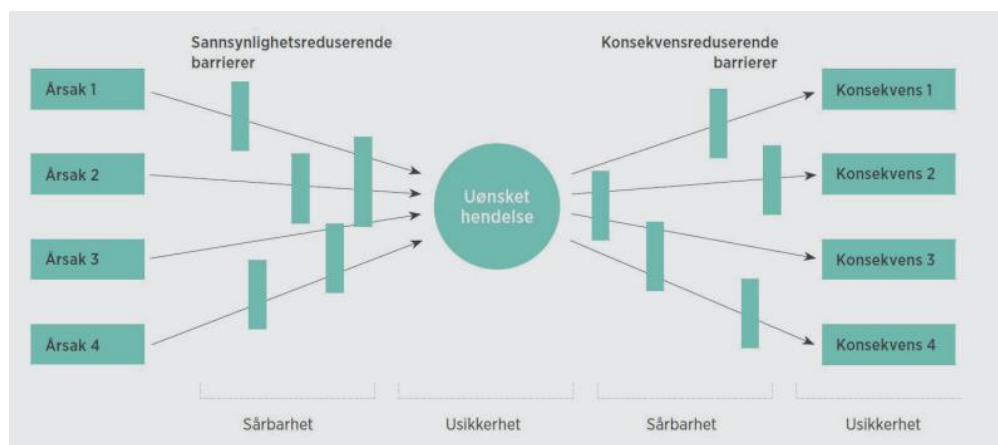 Sannsynlighetsreduserende
barrierer
Konsekvensreduserende
barrierer
Årsak 1
Årsak 2
Årsak 3
Årsak 4
Uønsket
hendelse
Konsekvens 1
Konsekvens 2
Konsekvens 3
Konsekvens 4
Sårbarhet
Usikkerhet
Sårbarhet
Usikkerhet